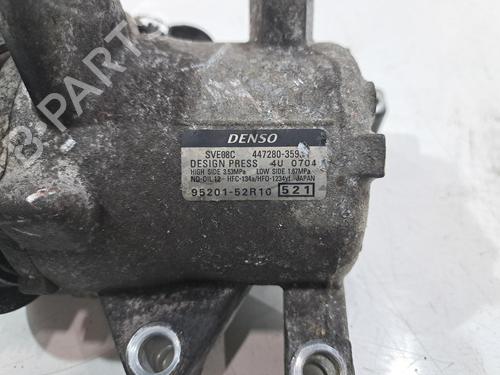 DENSO
SVE08C 447280-3593
DESIGN PRESS 4U 0704
HIGH SIDE 3.53MPa LOW SIDE 1.67MPa
ND-OIL12 HFC-134a/HFO-1234yf JAPAN
95201-52R10 521